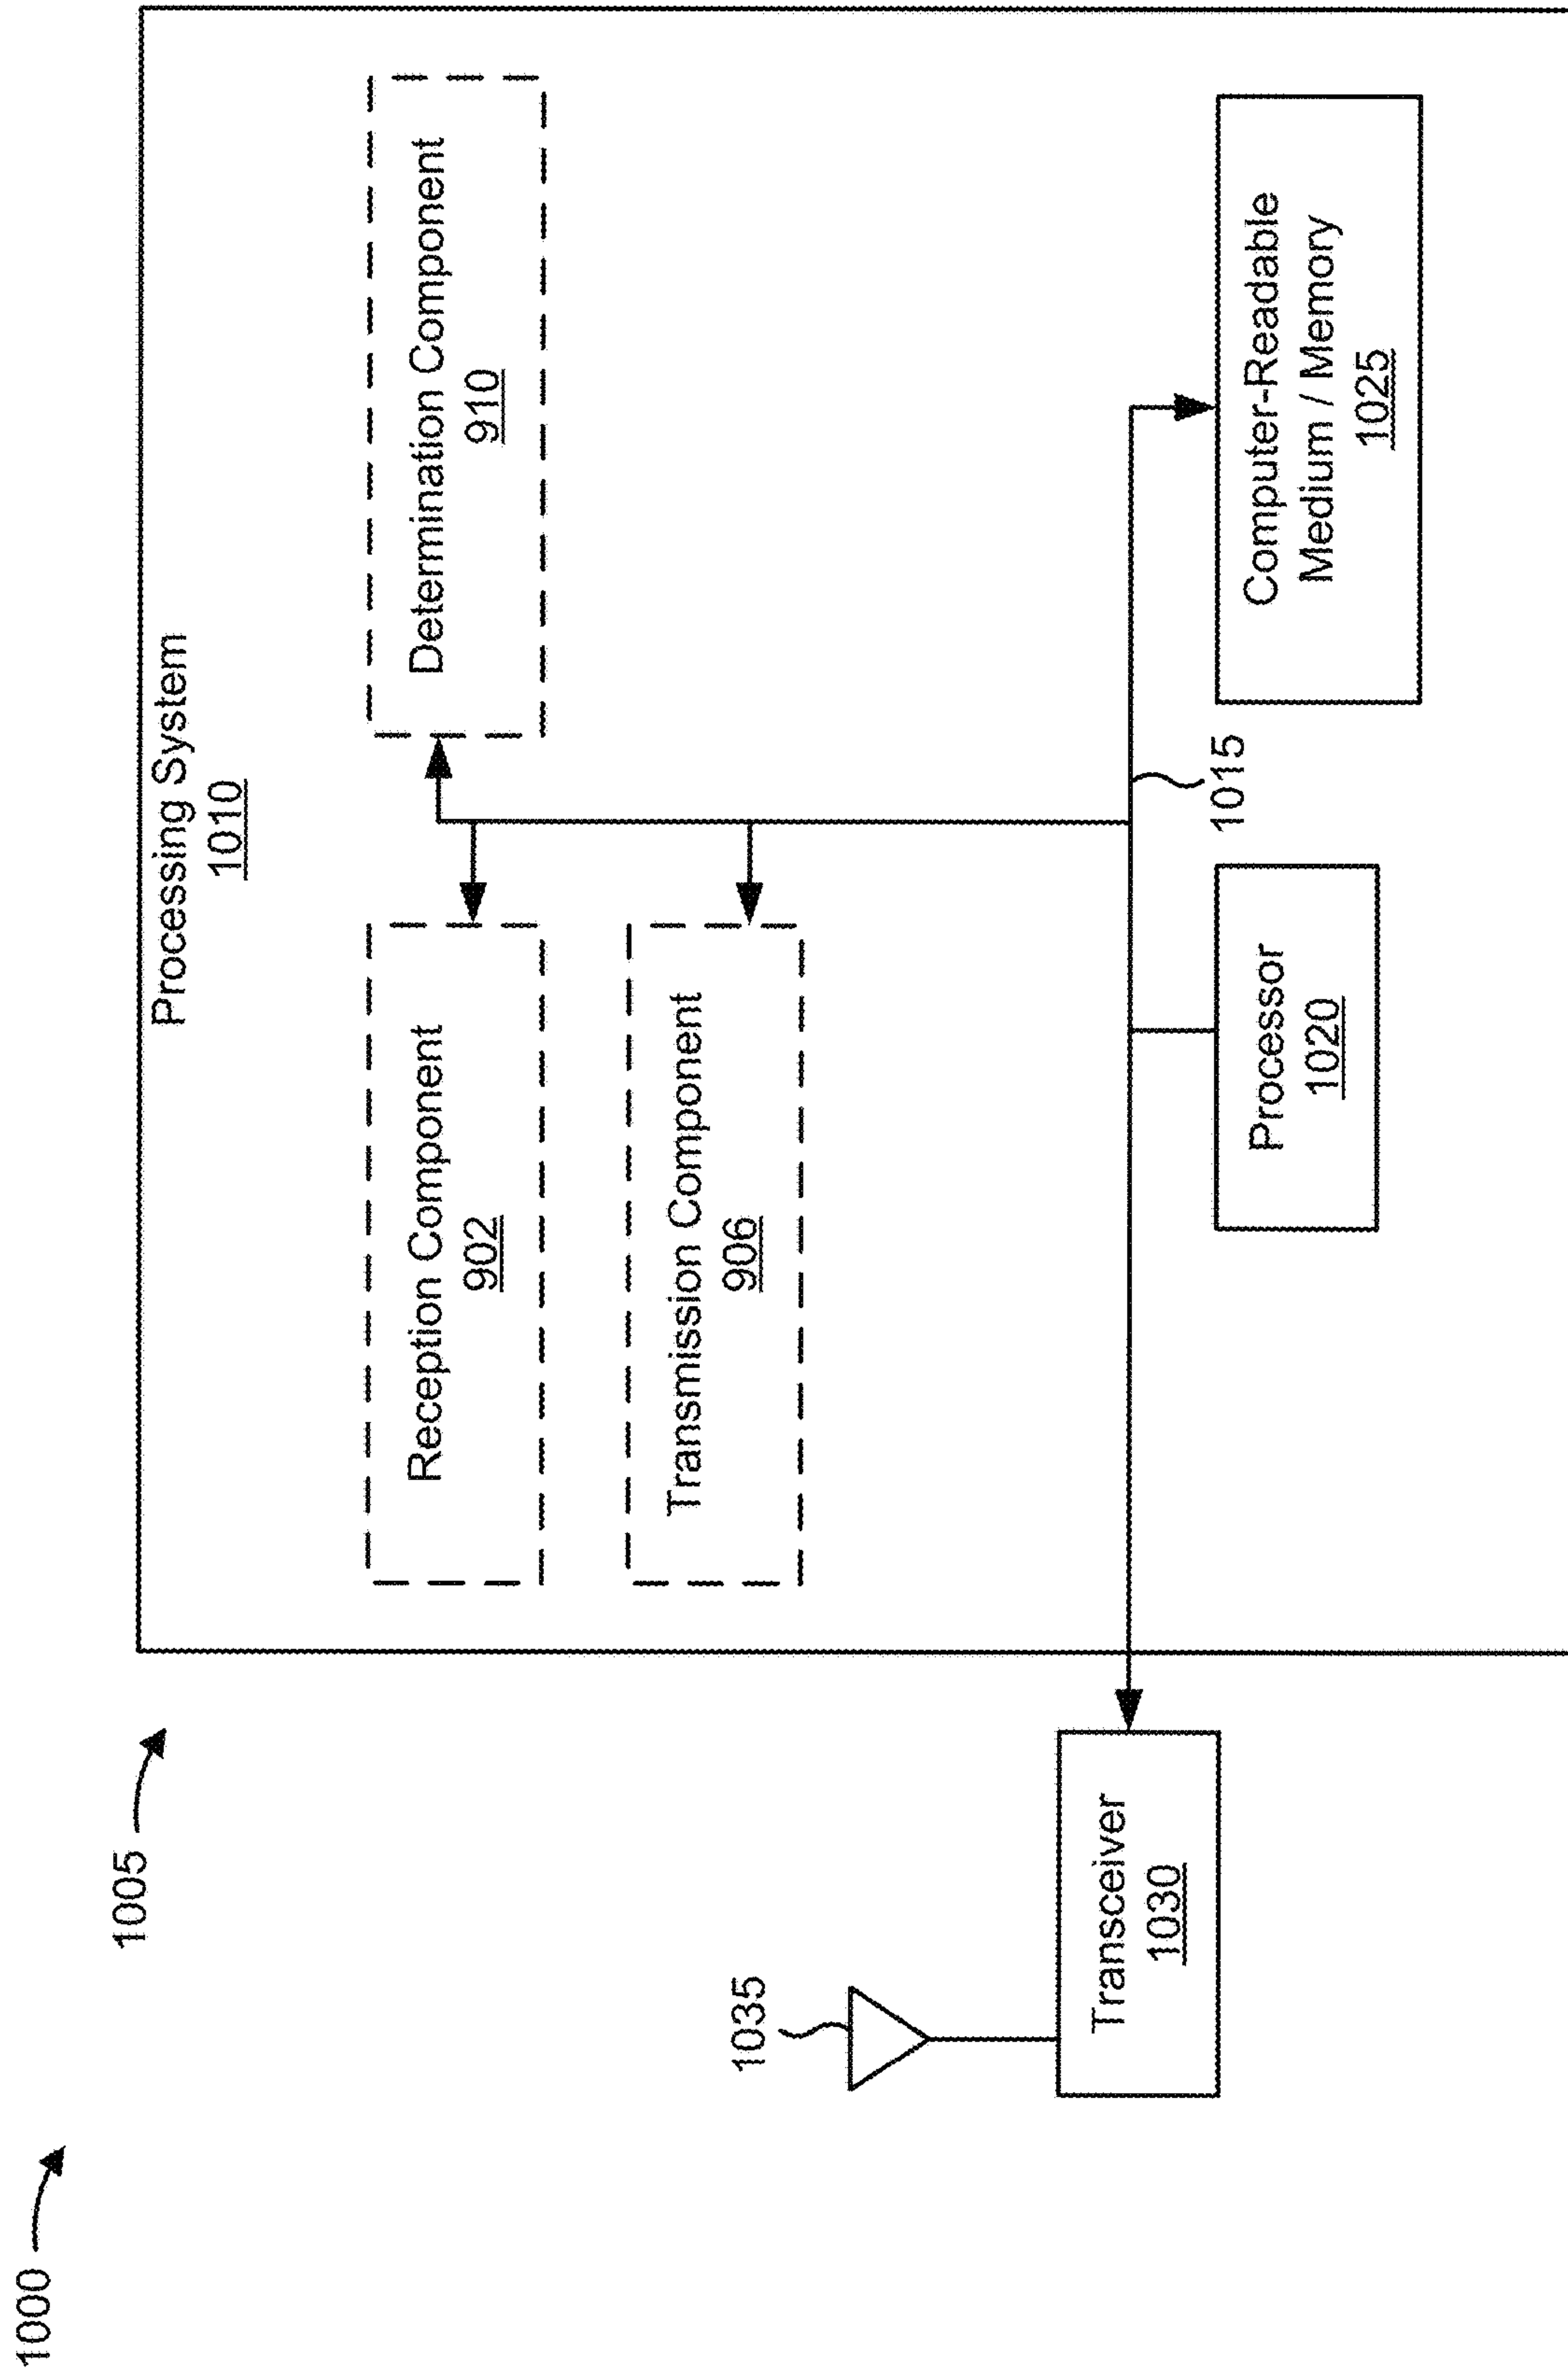 1000
1005
Processing System
1010
Reception Component
902
Determination Component
910
Transmission Component
906
1035
Transceiver
1030
Processor
1020
1015
Computer-Readable
Medium / Memory
1025